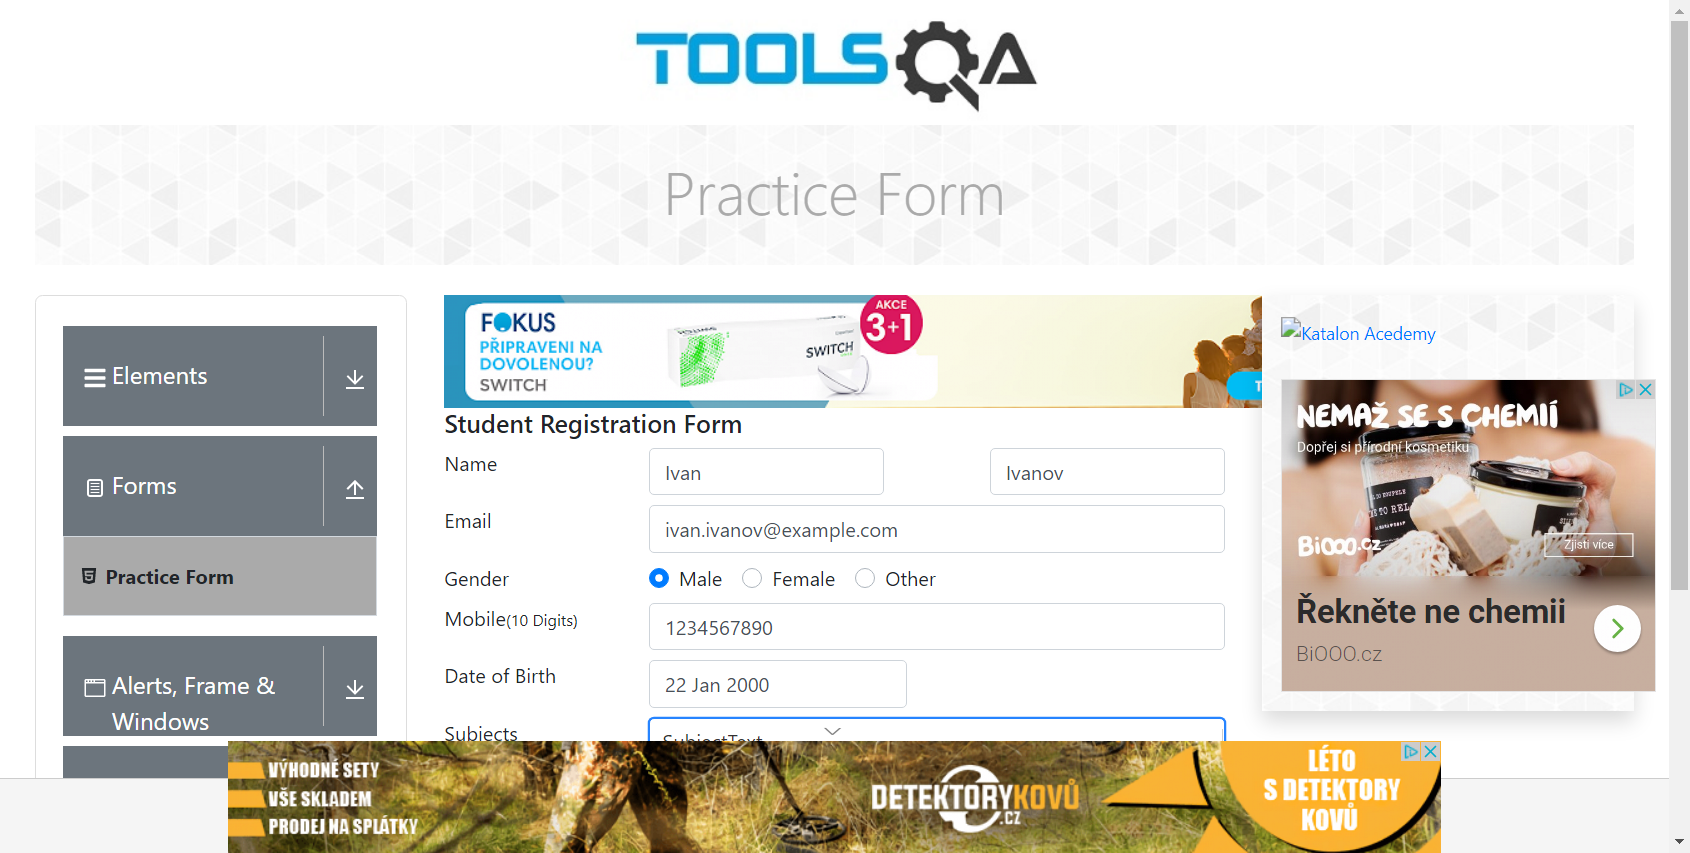 TOOLSQA
Practice Form
Elements
Forms
Practice Form
Alerts, Frame &
Windows
FOKUS
PŘIPRAVENI NA
DOVOLENOU?
SWITCH
SWITCH
AKCE
3+1
T
Student Registration Form
Name
Ivan
Ivanov
Email
ivan.ivanov@example.com
Gender
Male
Female
Other
Mobile(10 Digits)
1234567890
Date of Birth
22 Jan 2000
Subjects
SubjectText
Katalon Acedemy
NEMAŽ SE S CHEMIÍ
Dopřej si přírodní kosmetiku
BiOOO.cz
Zjisti více
Řekněte ne chemii
BiOOO.cz
VÝHODNÉ SETY
VŠE SKLADEM
PRODEJ NA SPLÁTKY
DETEKTORYKOVŮ
.CZ
LÉTO
S DETEKTORY
KOVŮ